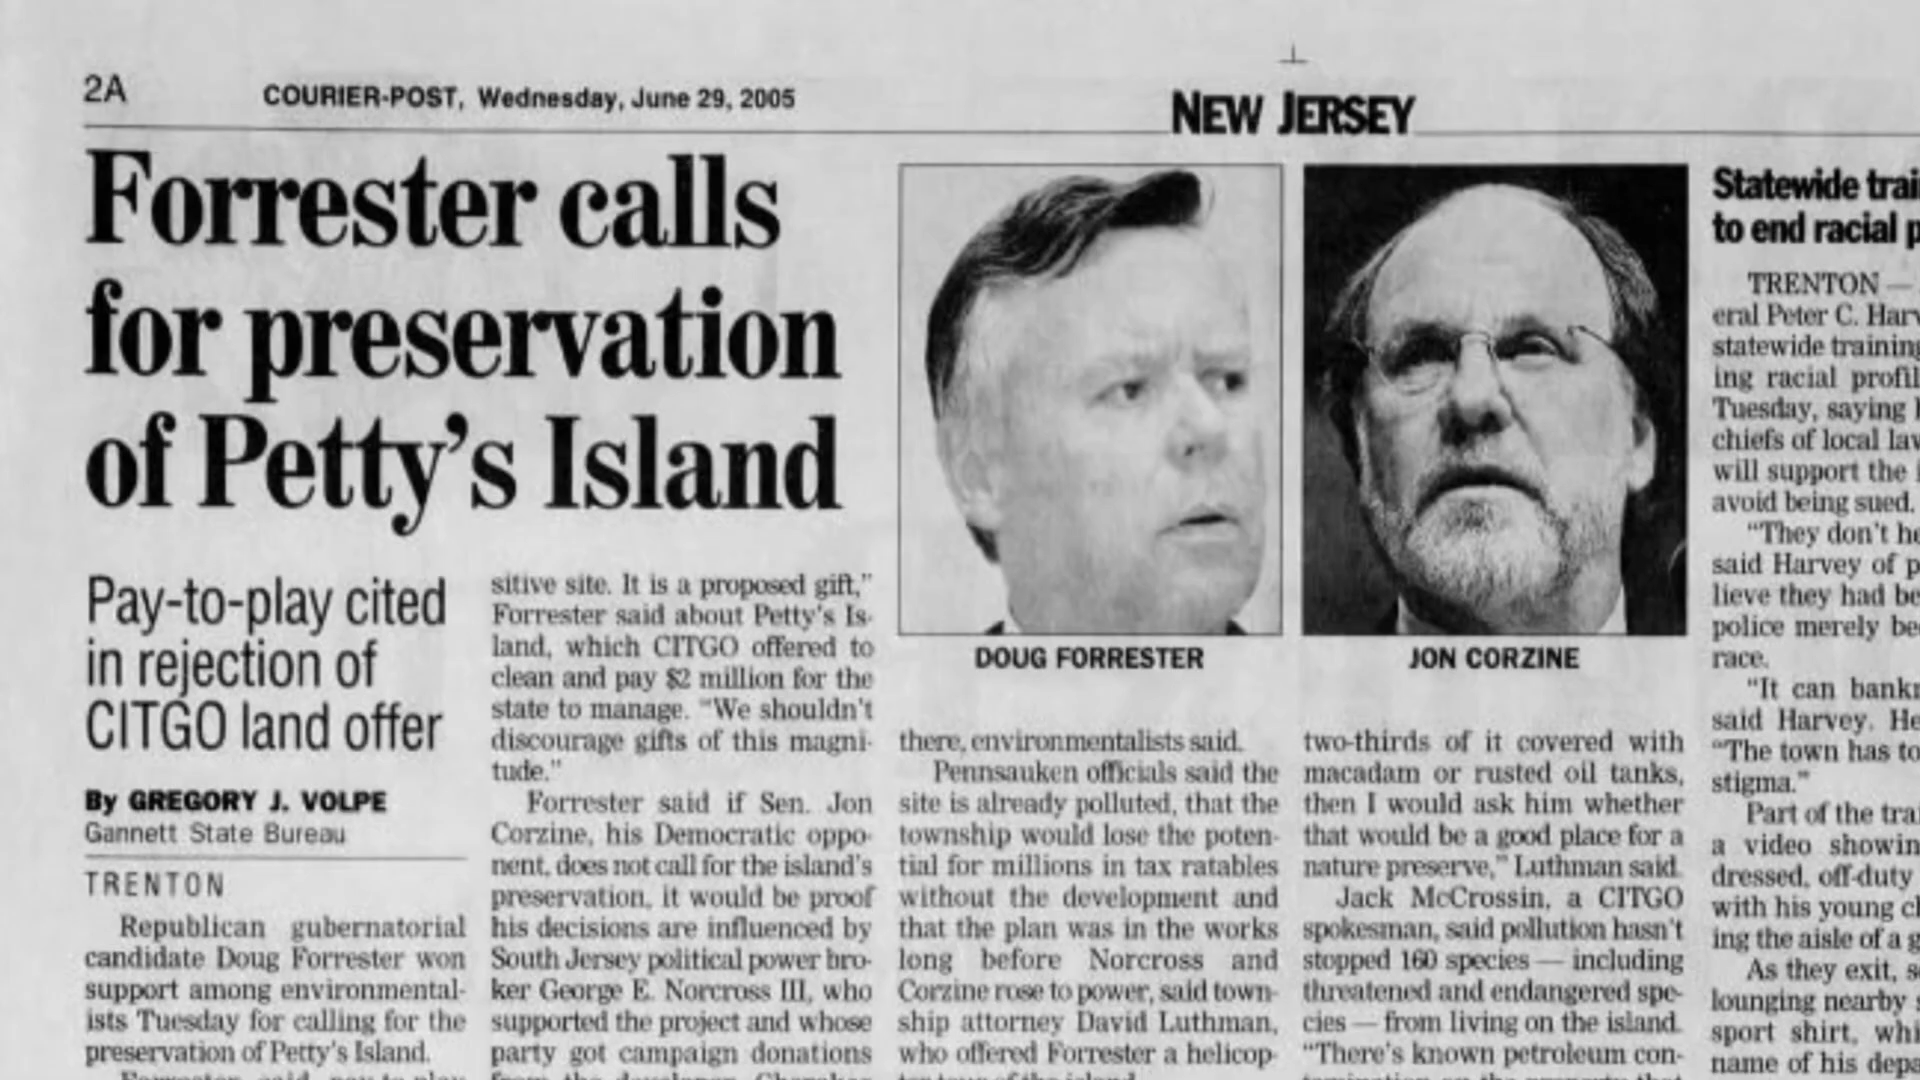 2A
COURIER-POST, Wednesday, June 29, 2005
NEW JERSEY
Forrester calls
for preservation
of Petty's Island
Pay-to-play cited
in rejection of
CITGO land offer
By GREGORY J. VOLPE
Gannett State Bureau
TRENTON
Republican gubernatorial
candidate Doug Forrester won
support among environmental-
ists Tuesday for calling for the
preservation of Petty's Island.
sitive site. It is a proposed gift,"
Forrester said about Petty's Is-
land, which CITGO offered to
clean and pay $2 million for the
state to manage. "We shouldn't
discourage gifts of this magni-
tude."
Forrester said if Sen. Jon
Corzine, his Democratic oppo-
nent, does not call for the island's
preservation, it would be proof
his decisions are influenced by
South Jersey political power bro-
ker George E. Norcross III, who
supported the project and whose
party got campaign donations
DOUG FORRESTER
JON CORZINE
there, environmentalists said.
Pennsauken officials said the
site is already polluted, that the
township would lose the poten-
tial for millions in tax ratables
without the development and
that the plan was in the works
long before Norcross and
Corzine rose to power, said town-
ship attorney David Luthman,
who offered Forrester a helicop-
two-thirds of it covered with
macadam or rusted oil tanks,
then I would ask him whether
that would be a good place for a
nature preserve," Luthman said.
Jack McCrossin, a CITGO
spokesman, said pollution hasn't
stopped 160 species — including
threatened and endangered spe-
cies — from living on the island.
"There's known petroleum con-
Statewide trai
to end racial p
TRENTON —
eral Peter C. Harv
statewide training
ing racial profil
Tuesday, saying
chiefs of local law
will support the
avoid being sued.
"They don't he
said Harvey of p
lieve they had be
police merely be
race.
"It can bankr
said Harvey. He
"The town has to
stigma."
Part of the trai
a video showin
dressed, off-duty
with his young ch
ing the aisle of a g
As they exit, s
lounging nearby s
sport shirt, whi
name of his depa